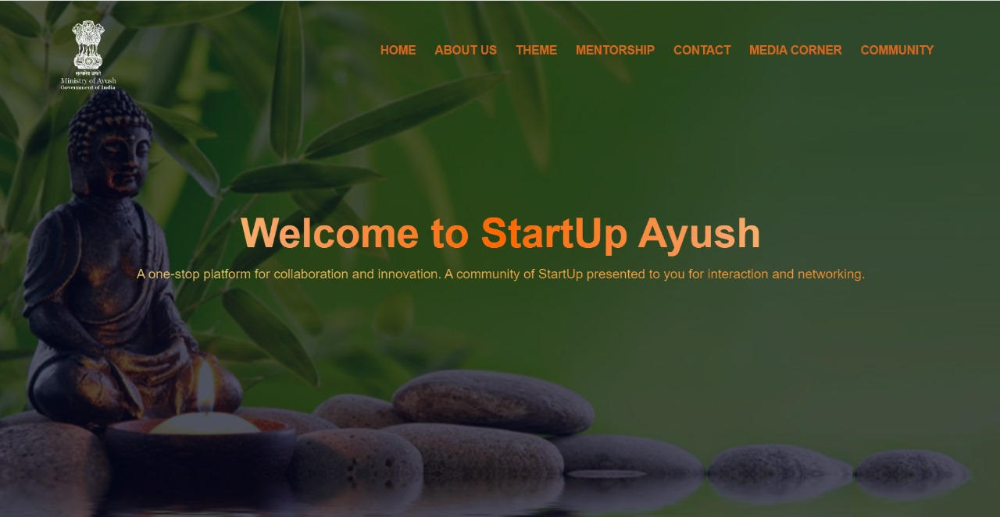 सत्यमेव जयते
Ministry of Ayush
Government of India
HOME ABOUT US THEME MENTORSHIP CONTACT MEDIA CORNER COMMUNITY
Welcome to StartUp Ayush
A one-stop platform for collaboration and innovation. A community of StartUp presented to you for interaction and networking.